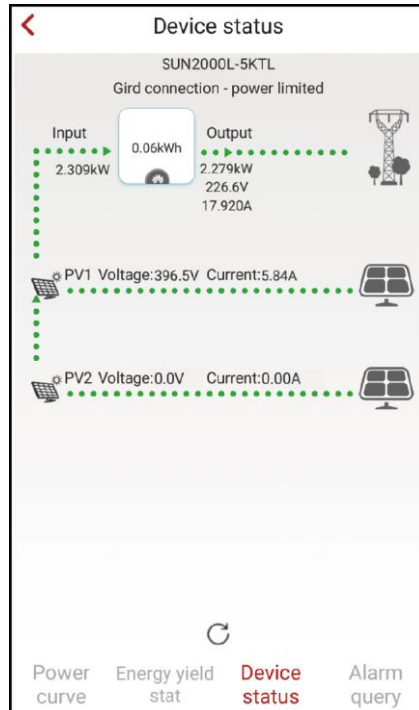 Device status
SUN2000L-5KTL
Gird connection - power limited
Input
0.06kWh
Output
2.309kW
2.279kW
226.6V
17.920A
PV1 Voltage:396.5V Current:5.84A
PV2 Voltage:0.0V Current:0.00A
Power curve
Energy yield stat
Device status
Alarm query